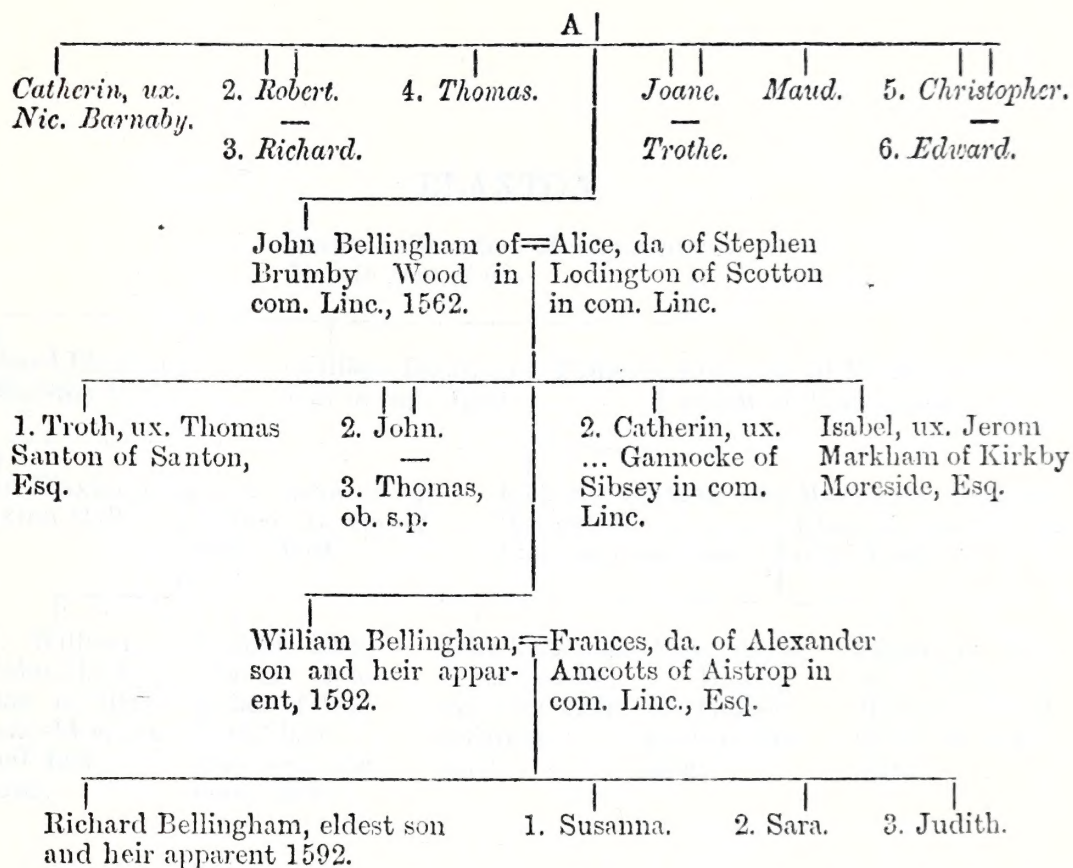 A
Catherin, ux.
Nic. Barnaby.
2. Robert.
—
3. Richard.
4. Thomas.
Joane.
—
Trothe.
Maud.
5. Christopher.
—
6. Edward.
John Bellingham of
Brumby Wood in
com. Linc., 1562.
Alice, da of Stephen
Lodington of Scotton
in com. Linc.
1. Troth, ux. Thomas
Santon of Santon,
Esq.
2. John.
—
3. Thomas,
ob. s.p.
2. Catherin, ux.
... Gannocke of
Sibsey in com.
Linc.
Isabel, ux. Jerom
Markham of Kirkby
Moreside, Esq.
Wiilliam Bellingham,
son and heir appar-
ent, 1592.
Frances, da. of Alexander
Amcotts of Aistrop in
com. Linc., Esq.
Richard Bellingham, eldest son
and heir apparent 1592.
1. Susanna.
2. Sara.
3. Judith.